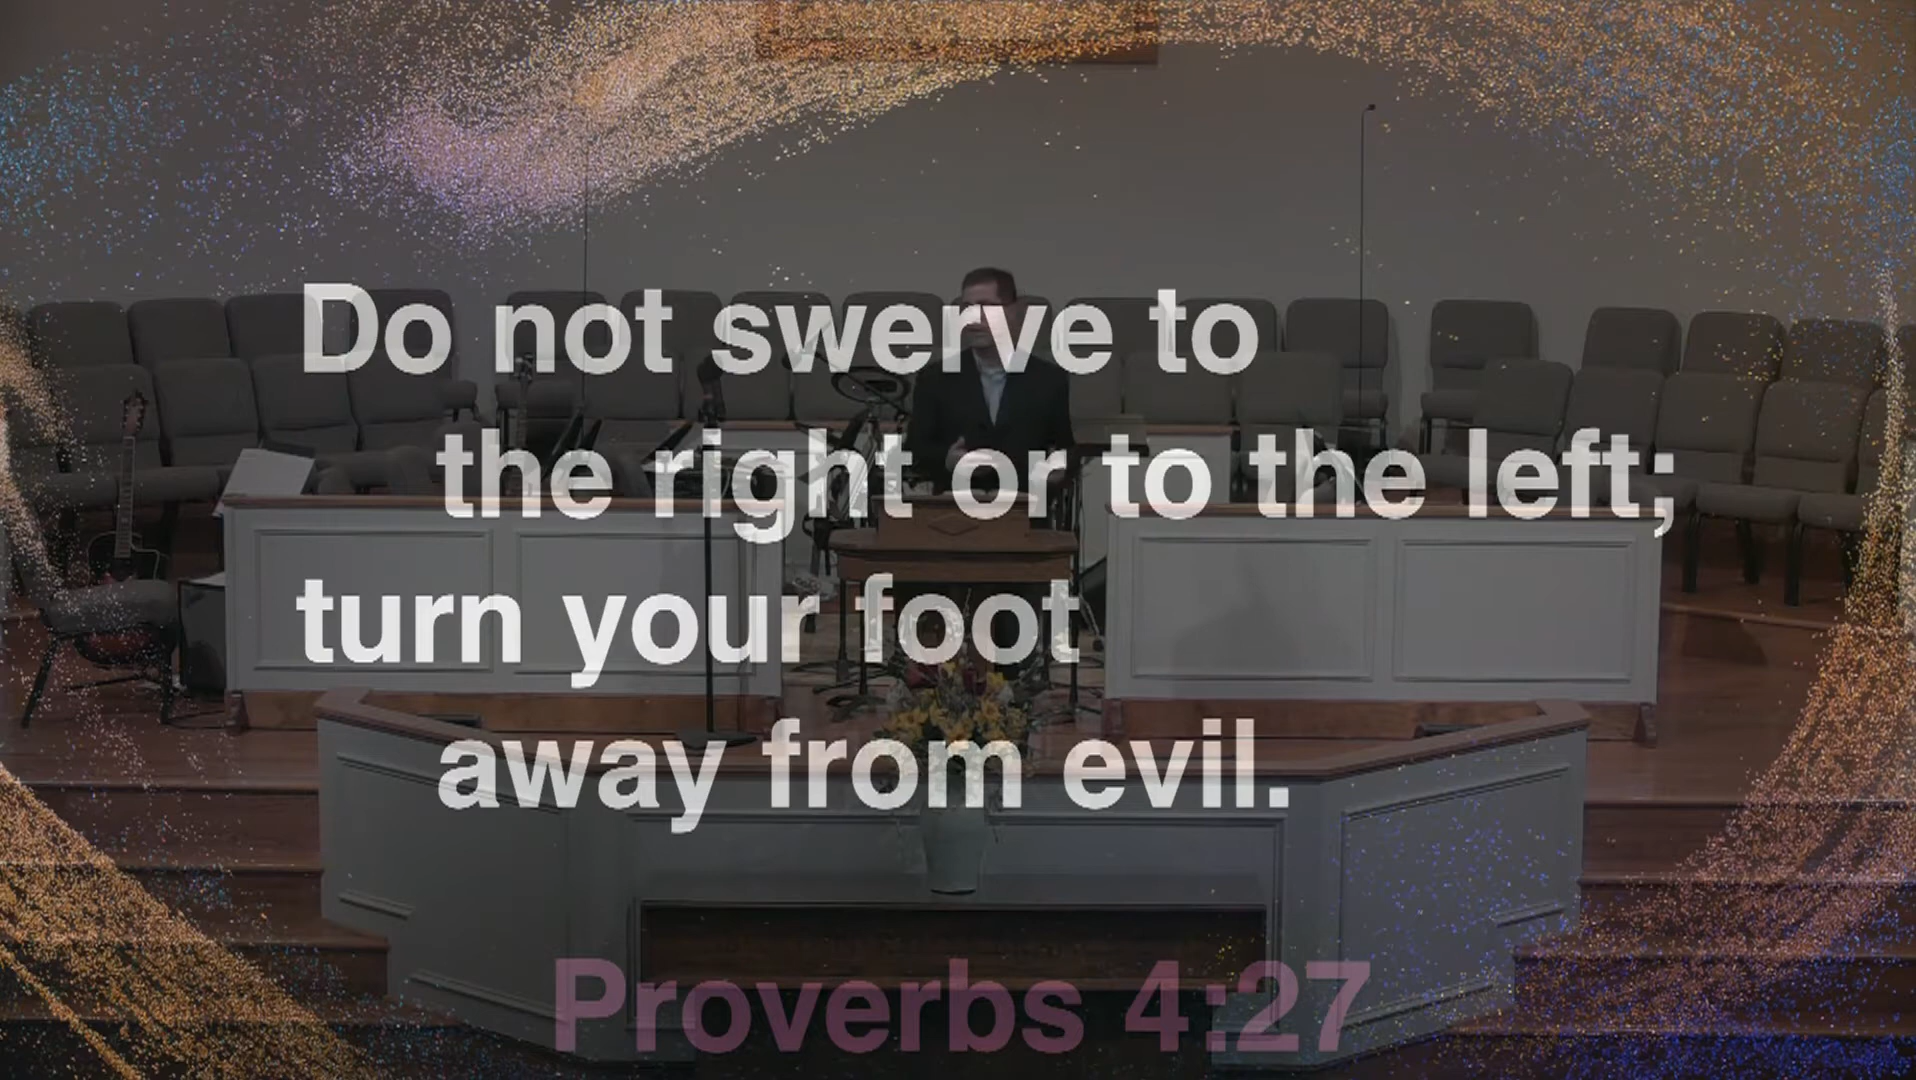 Do not swerve to
the right or to the left;
turn your foot
away from evil.
Proverbs 4:27